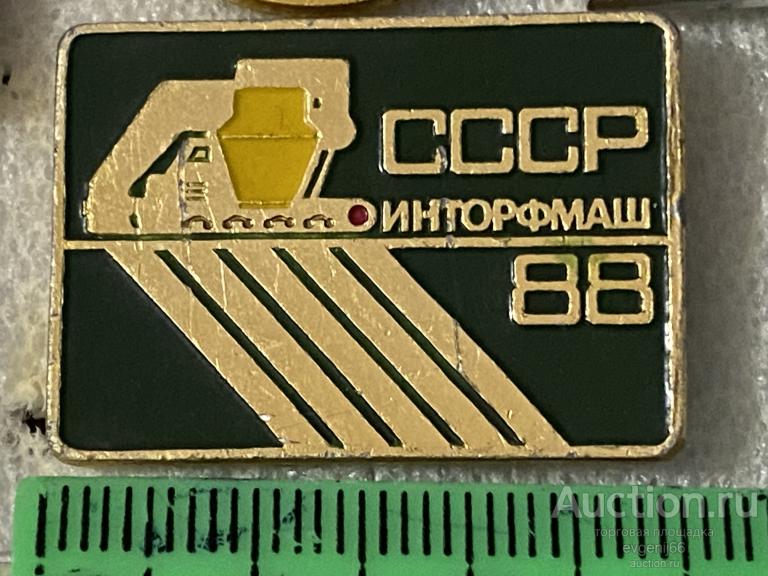 СССР
ИНТОРФМАШ
88
Auction.ru
торговая площадка
evgenij66
auction.ru